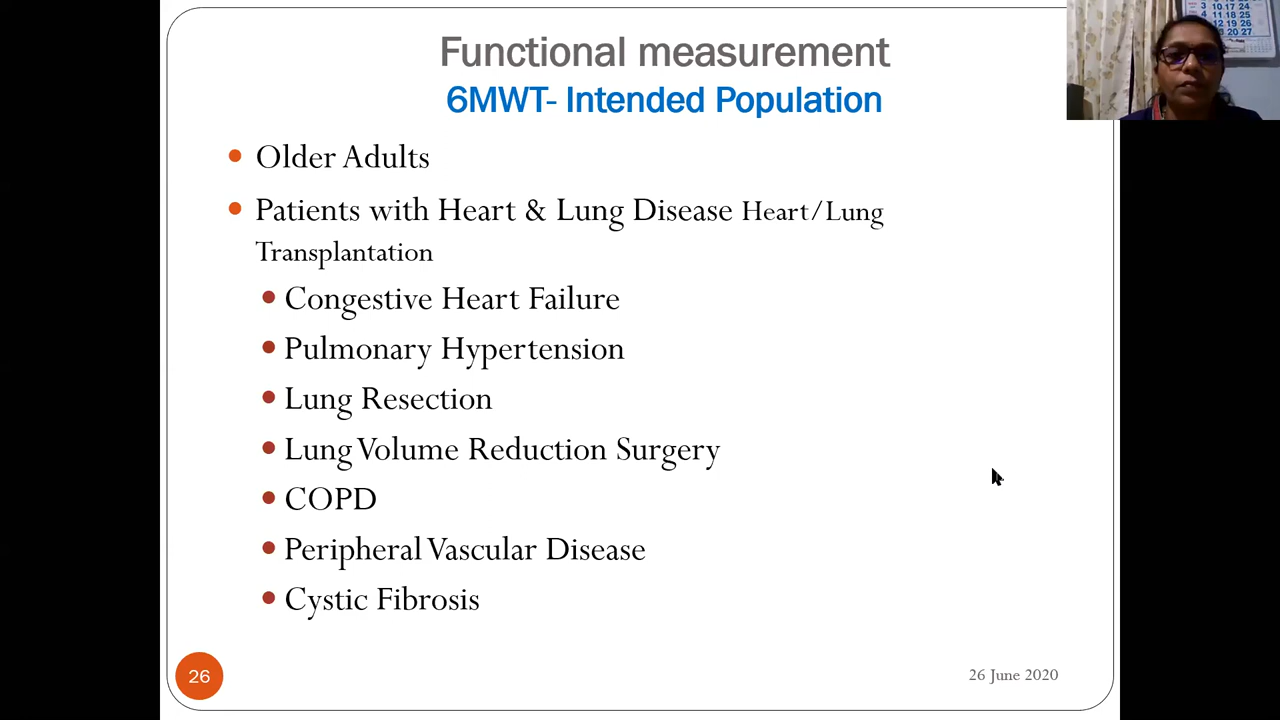 Functional measurement
6MWT- Intended Population
Older Adults
Patients with Heart & Lung Disease Heart/Lung
Transplantation
Congestive Heart Failure
Pulmonary Hypertension
Lung Resection
Lung Volume Reduction Surgery
COPD
Peripheral Vascular Disease
Cystic Fibrosis
26
26 June 2020